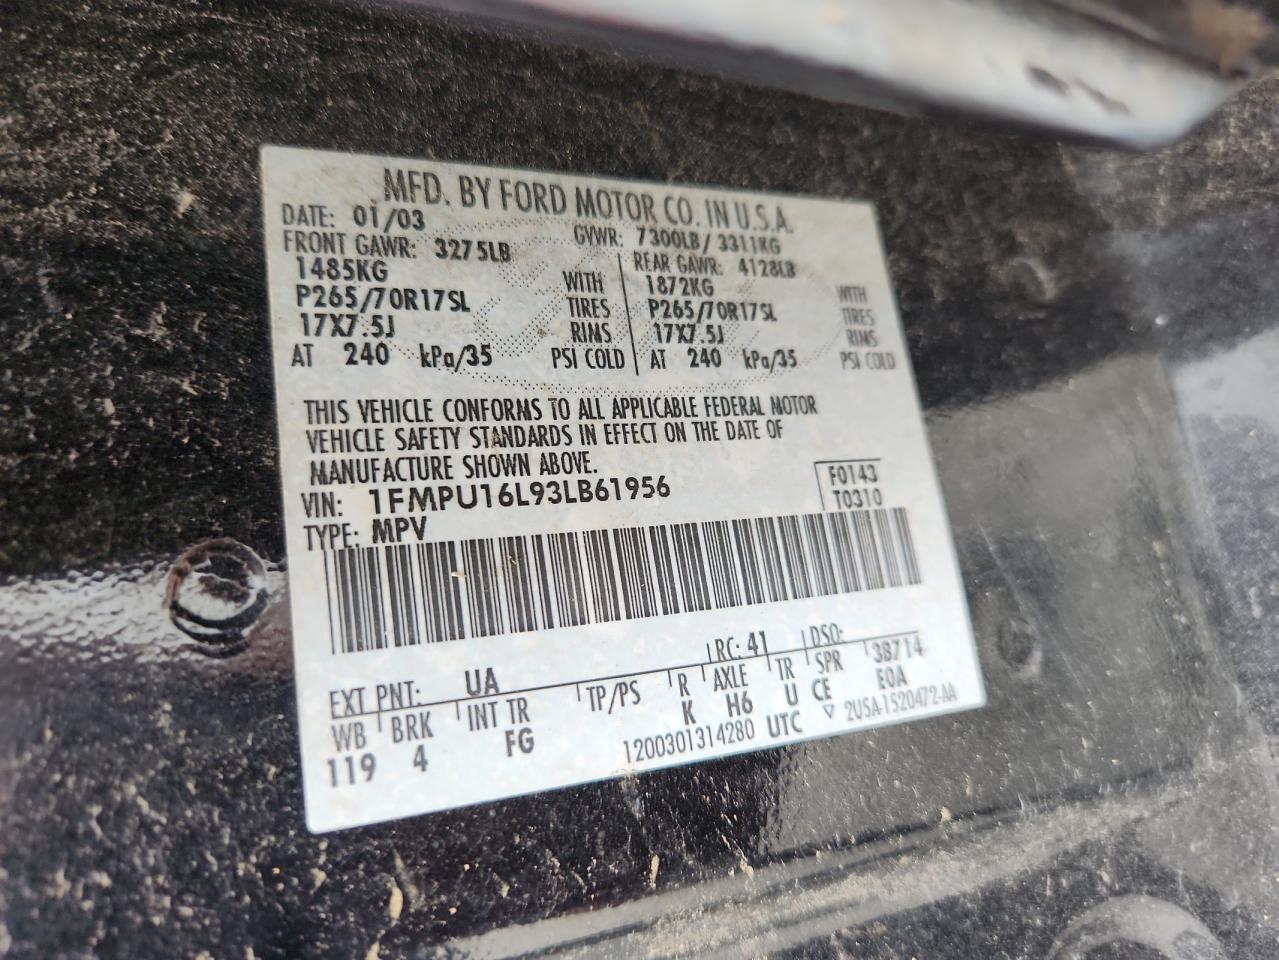 MFD. BY FORD MOTOR CO. IN U.S.A.
DATE: 01/03 GVWR: 7300LB/ 3311KG
FRONT GAWR: 3275LB REAR GAWR: 4128LB
1485KG WITH 1872KG WITH
P265/70R17SL TIRES P265/70R17SL TIRES
17X7.5J RIMS 17X7.5J RIMS
AT 240 kPa/35 PSI COLD AT 240 kPa/35 PSI COLD
THIS VEHICLE CONFORMS TO ALL APPLICABLE FEDERAL MOTOR
VEHICLE SAFETY STANDARDS IN EFFECT ON THE DATE OF
MANUFACTURE SHOWN ABOVE.
VIN: 1FMPU16L93LB61956 F0143
TYPE: MPV T0310
EXT PNT: UA RC: 41 DSO:
WB BRK INT TR TP/PS R AXLE TR SPR 38714
119 4 FG K H6 U CE E0A
1200301314280 UTC ▽ 2U5A-1520472-AA